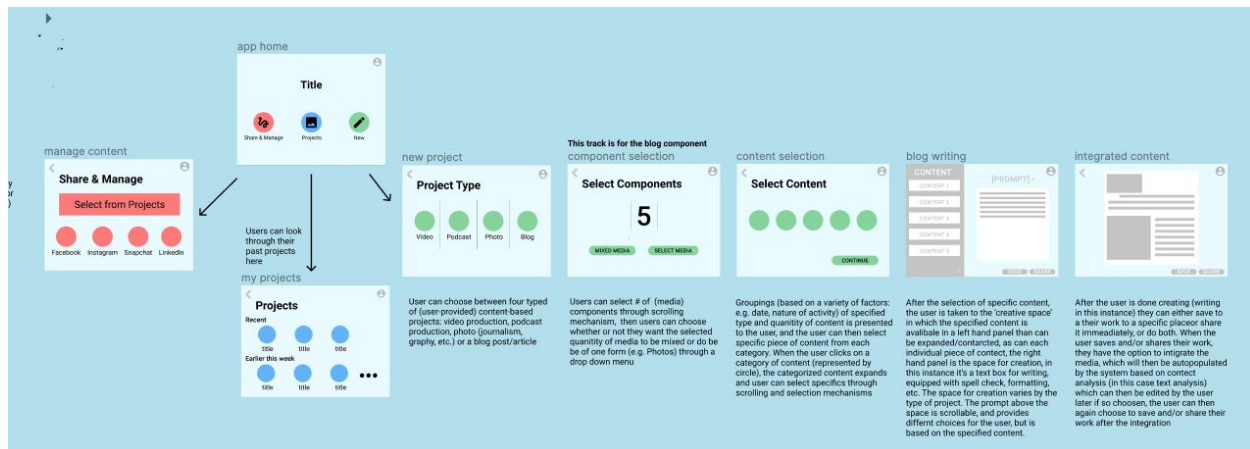 app home
Title
Share & Manage
Projects
New
manage content
Share & Manage
Select from Projects
Facebook
Instagram
Snapchat
LinkedIn
Users can look
through their
past projects
here
my projects
Projects
Recent
title
title
title
Earlier this week
title
title
title
new project
Project Type
Video
Podcast
Photo
Blog
User can choose between four typed
of (user-provided) content-based
projects: video production, podcast
production, photo (journalism,
graphy, etc.) or a blog post/article
This track is for the blog component
component selection
Select Components
5
MIXED MEDIA
SELECT MEDIA
Users can select # of (media)
components through scrolling
mechanism, then users can choose
whether or not they want the selected
quanitity of media to be mixed or do be
be of one form (e.g. Photos) through a
drop down menu
content selection
Select Content
CONTINUE
Groupings (based on a variety of factors:
e.g. date, nature of activity) of specified
type and quanitity of content is presented
to the user, and the user can then select
specific piece of content from each
category. When the user clicks on a
category of content (represented by
circle), the categorized content expands
and user can select specifics through
scrolling and selection mechanisms
blog writing
CONTENT
CONTENT 1
CONTENT 2
CONTENT 3
CONTENT 4
CONTENT 5
[PROMPT]
SAVE
SHARE
After the selection of specific content,
the user is taken to the 'creative space'
in which the specified content is
avalibale in a left hand panel than can
be expanded/contarcted, as can each
individual piece of contect, the right
hand panel is the space for creation, in
this instance it's a text box for writing,
equipped with spell check, formatting,
etc. The space for creation varies by the
type of project. The prompt above the
space is scrollable, and provides
differnt choices for the user, but is
based on the specified content.
integrated content
SAVE
SHARE
After the user is done creating (writing
in this instance) they can either save to
a their work to a specific placeor share
it immeadiately, or do both. When the
user saves and/or shares their work,
they have the option to intigrate the
media, which will then be autopopulated
by the system based on contect
analysis (in this case text analysis)
which can then be edited by the user
later if so choosen, the user can then
again choose to save and/or share their
work after the integration